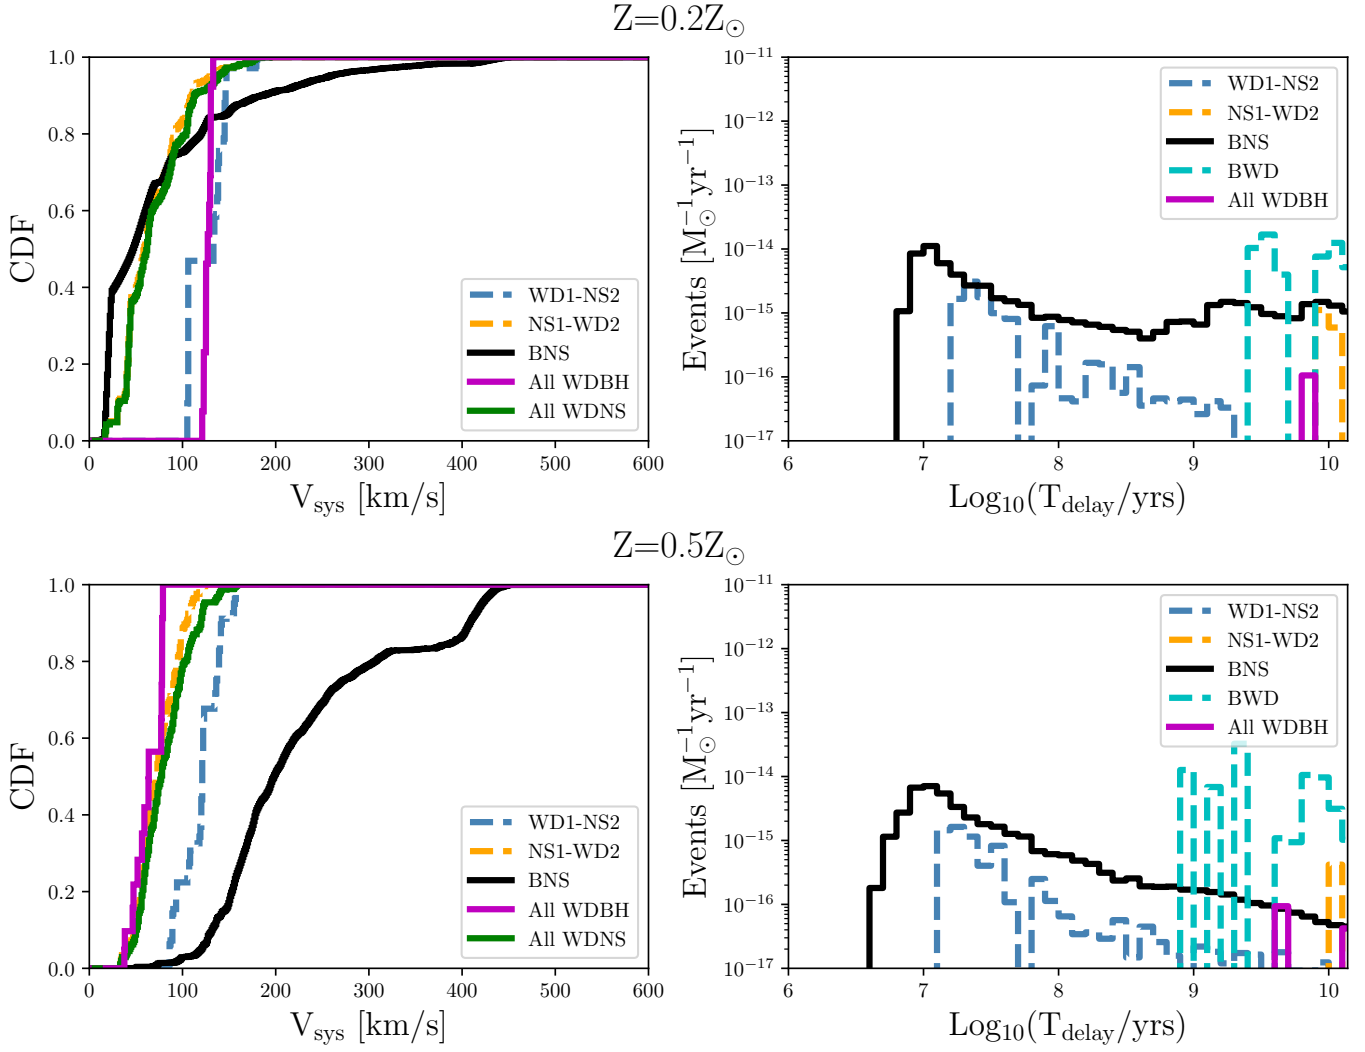 Z=0.2Z⊙
1.0
0.8
0.6
0.4
0.2
0.0
CDF
WD1-NS2
NS1-WD2
BNS
All WDBH
All WDNS
0 100 200 300 400 500 600
V_sys [km/s]
10^−11
10^−12
10^−13
10^−14
10^−15
10^−16
10^−17
Events [M⊙^−1 yr^−1]
WD1-NS2
NS1-WD2
BNS
BWD
All WDBH
6 7 8 9 10
Log_10(T_delay/yrs)
Z=0.5Z⊙
1.0
0.8
0.6
0.4
0.2
0.0
CDF
WD1-NS2
NS1-WD2
BNS
All WDBH
All WDNS
0 100 200 300 400 500 600
V_sys [km/s]
10^−11
10^−12
10^−13
10^−14
10^−15
10^−16
10^−17
Events [M⊙^−1 yr^−1]
WD1-NS2
NS1-WD2
BNS
BWD
All WDBH
6 7 8 9 10
Log_10(T_delay/yrs)